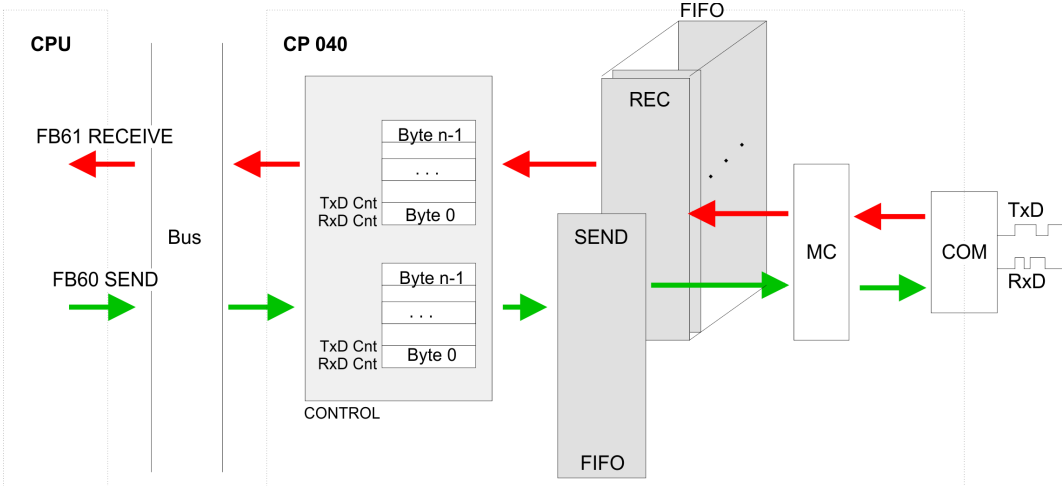 FIFO
CPU
CP 040
REC
FB61 RECEIVE
Byte n-1
. . .
TxD Cnt
RxD Cnt
Byte 0
TxD
SEND
Bus
MC
COM
FB60 SEND
Byte n-1
RxD
. . .
TxD Cnt
RxD Cnt
Byte 0
CONTROL
FIFO